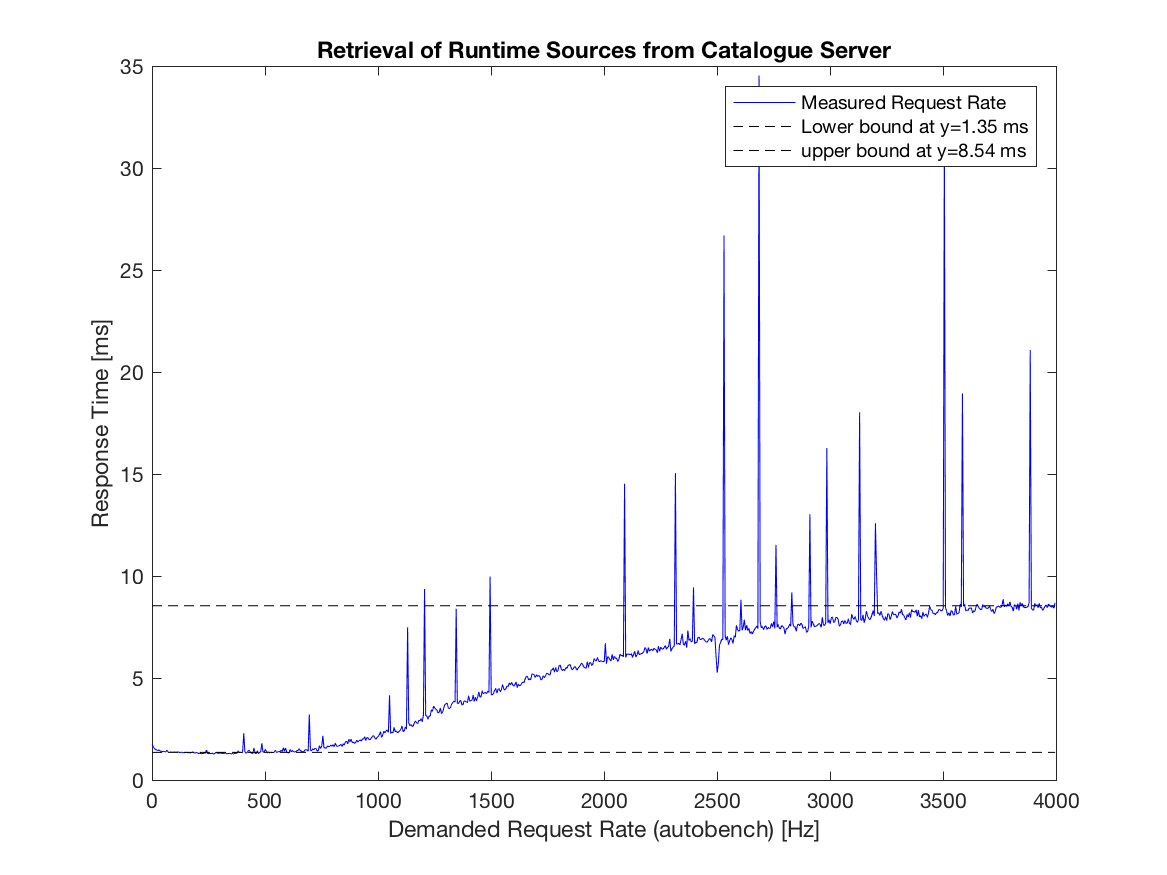 Retrieval of Runtime Sources from Catalogue Server
35
30
25
20
15
10
5
0
Response Time [ms]
Measured Request Rate
Lower bound at y=1.35 ms
upper bound at y=8.54 ms
0 500 1000 1500 2000 2500 3000 3500 4000
Demanded Request Rate (autobench) [Hz]